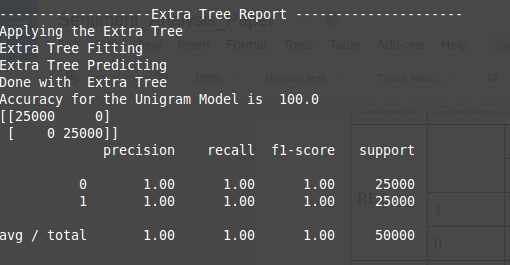 -------------------Extra Tree Report ---------------------
Applying the Extra Tree
Extra Tree Fitting
Extra Tree Predicting
Done with  Extra Tree
Accuracy for the Unigram Model is  100.0
[[25000     0]
 [    0 25000]]
             precision    recall  f1-score   support

          0       1.00      1.00      1.00     25000
          1       1.00      1.00      1.00     25000

avg / total       1.00      1.00      1.00     50000